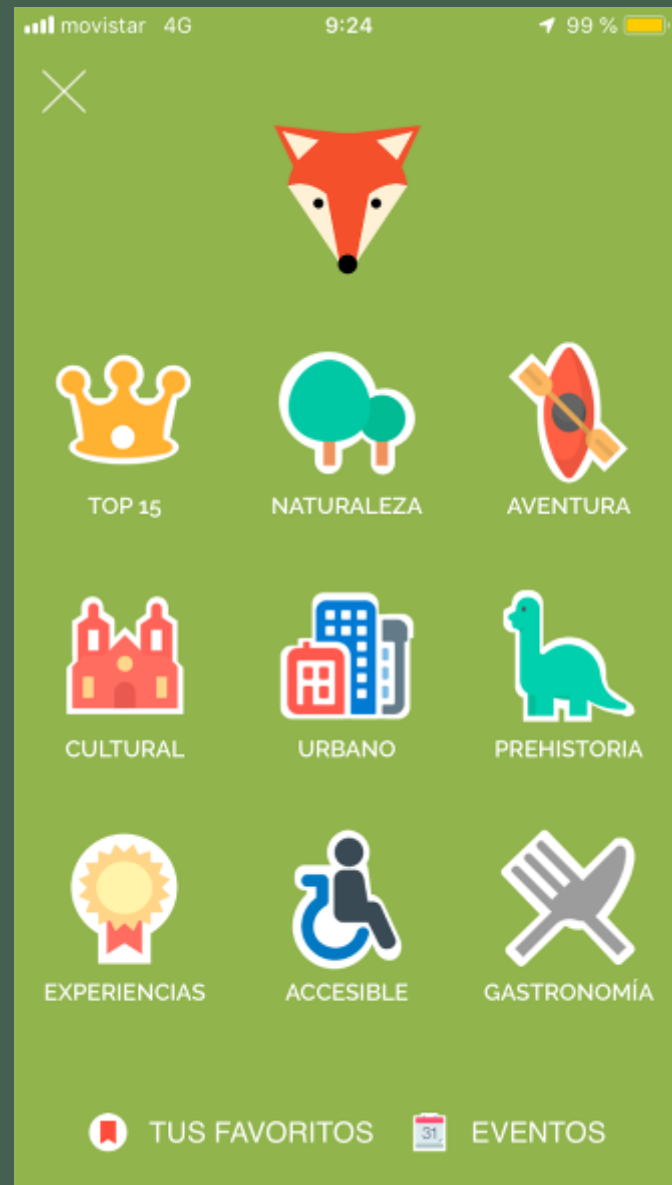 movistar 4G 9:24 99 %
TOP 15 NATURALEZA AVENTURA
CULTURAL URBANO PREHISTORIA
EXPERIENCIAS ACCESIBLE GASTRONOMÍA
TUS FAVORITOS 31 EVENTOS